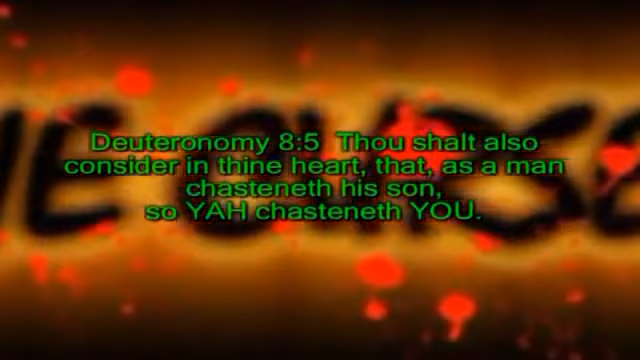 Deuteronomy 8:5 Thou shalt also
consider in thine heart, that, as a man
chasteneth his son,
so YAH chasteneth YOU.